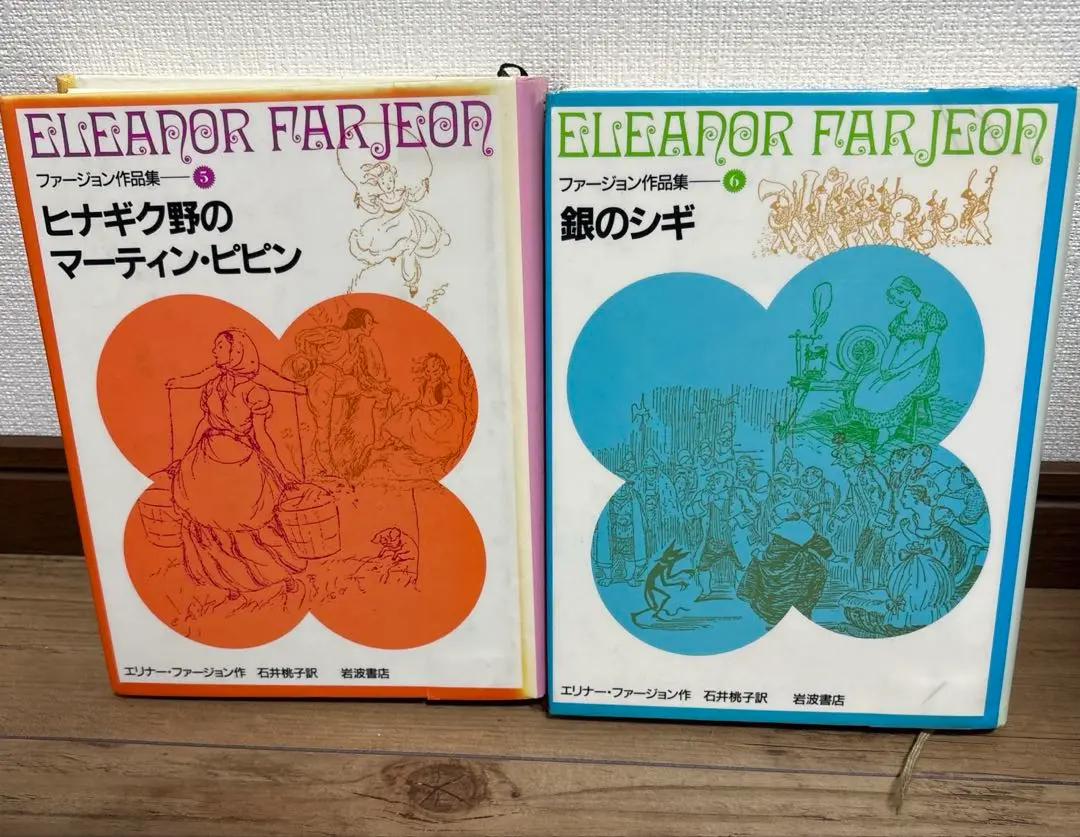 ELEANOR FARJEON
ファージョン作品集—5
ヒナギク野の
マーティン・ピピン
エリナー・ファージョン作 石井桃子訳 岩波書店
ELEANOR FARJEON
ファージョン作品集—6
銀のシギ
エリナー・ファージョン作 石井桃子訳 岩波書店